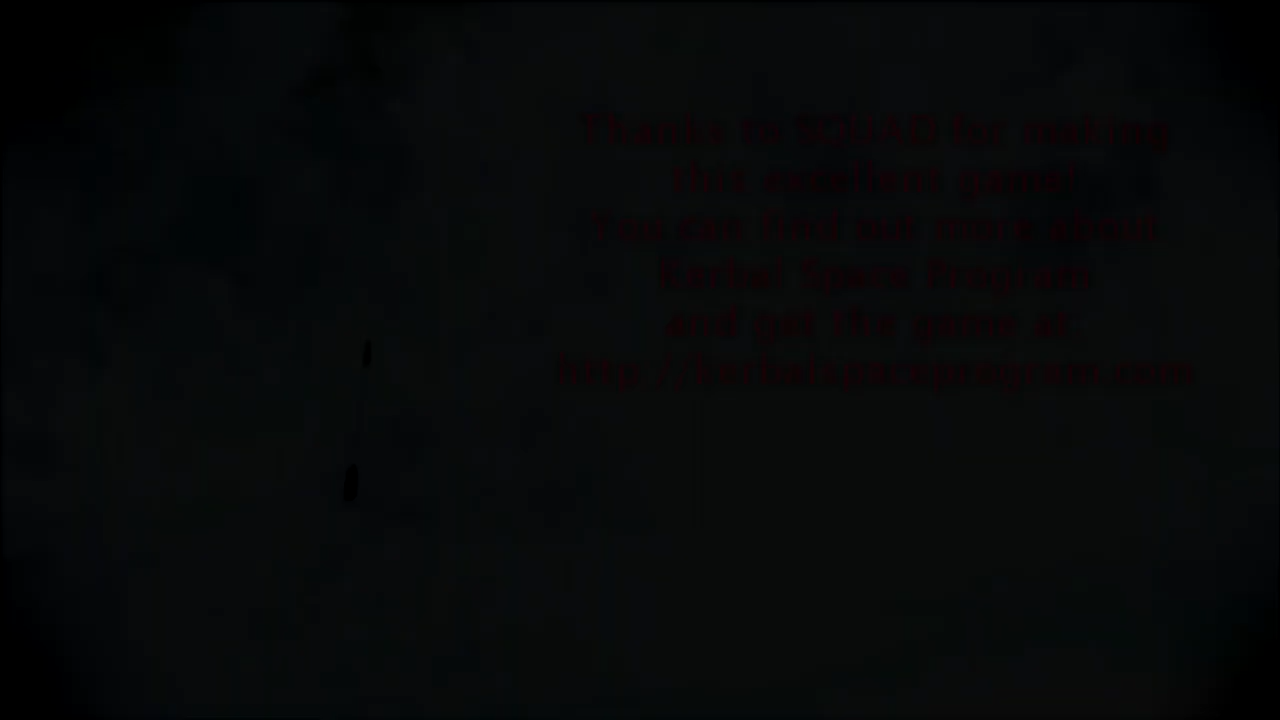 Thanks to SQUAD for making
this excellent game!
You can find out more about
Kerbal Space Program
and get the game at
http://kerbalspaceprogram.com